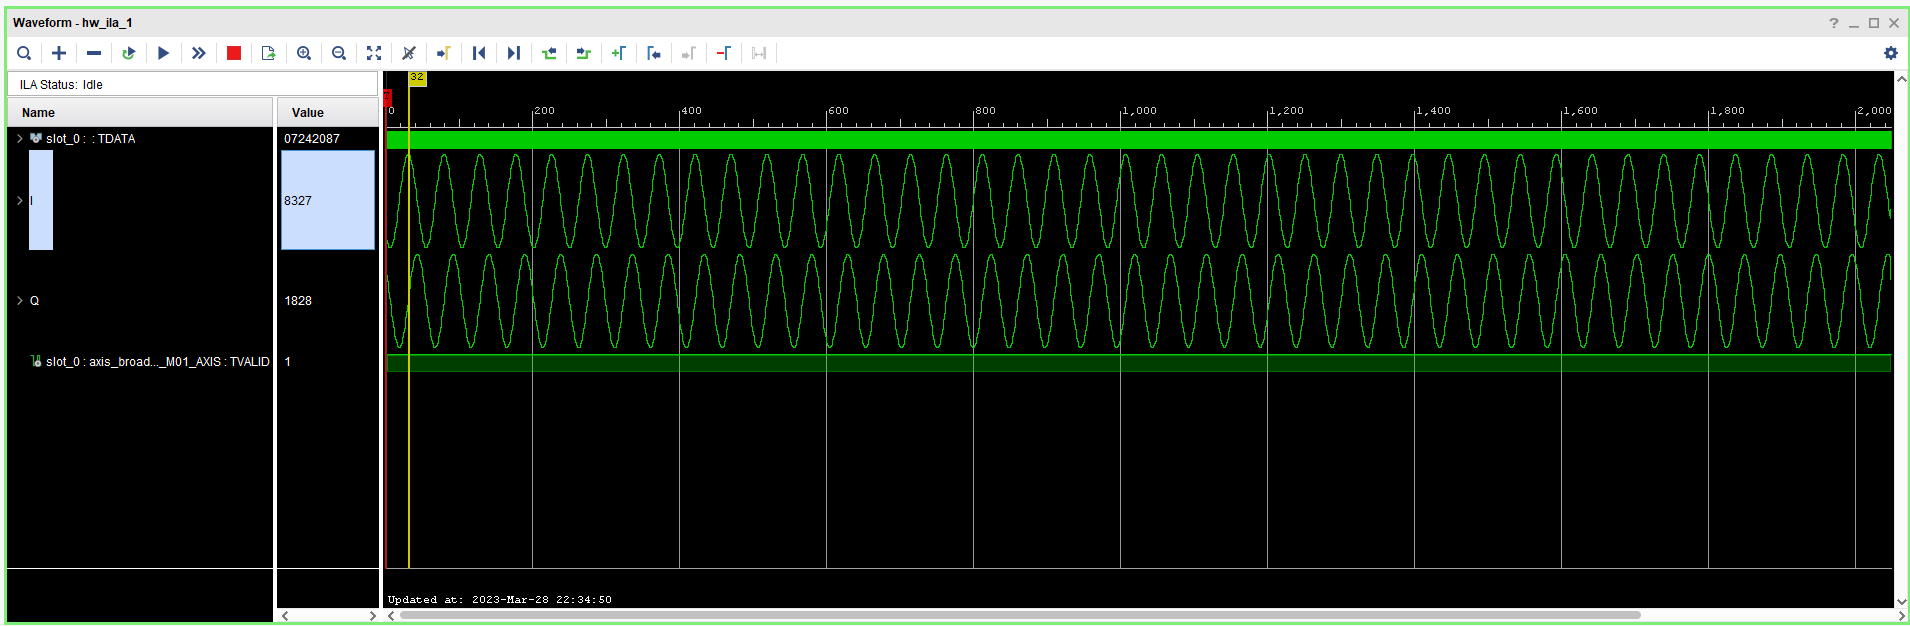 Waveform - hw_ila_1
?
ILA Status: Idle
Name Value
32
T
0 200 400 600 800 1,000 1,200 1,400 1,600 1,800 2,000
slot_0 : : TDATA 07242087
I 8327
Q 1828
slot_0 : axis_broad..._M01_AXIS : TVALID 1
Updated at: 2023-Mar-28 22:34:50